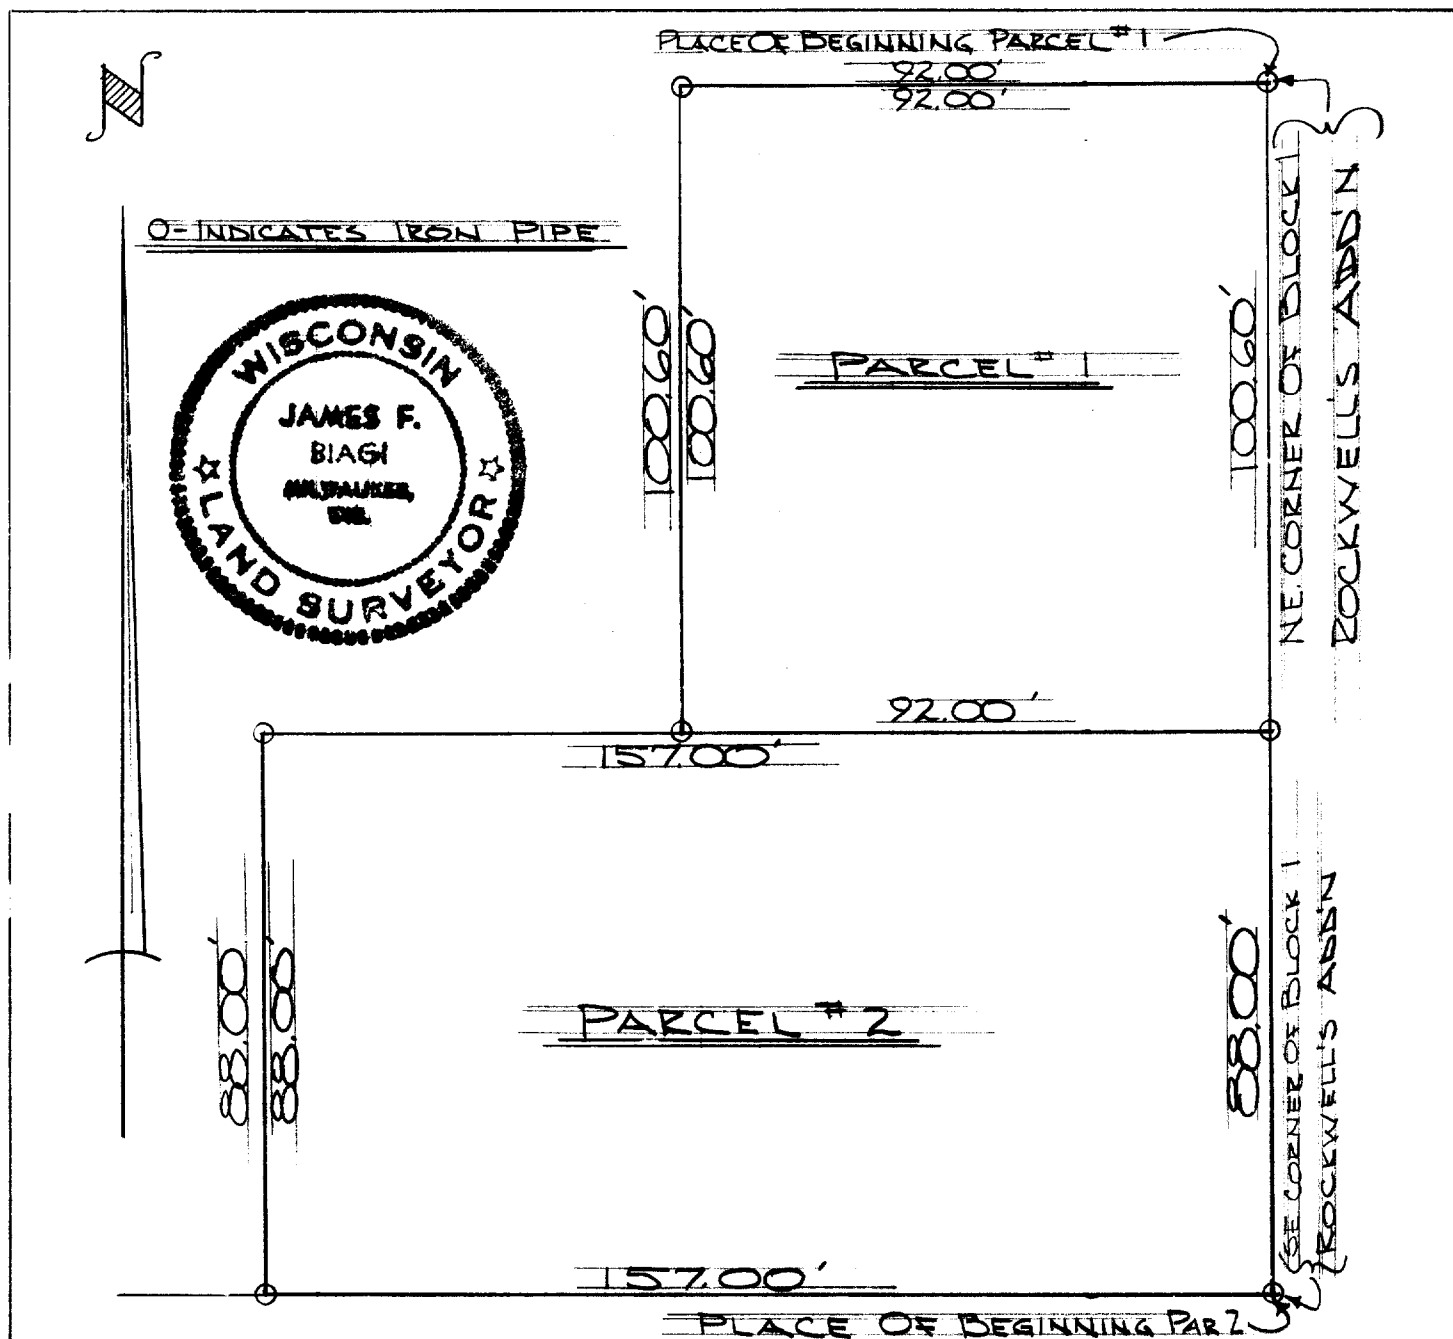 PLACE OF BEGINNING PARCEL #1
92.00'
92.00'
N
O-INDICATES IRON PIPE
WISCONSIN
LAND SURVEYOR
JAMES F.
BIAGI
MILWAUKEE,
WIS.
100.60'
100.60'
PARCEL #1
100.60'
N.E. CORNER OF BLOCK 1
ROCKWELL'S ADD'N
92.00'
157.00'
88.00'
88.00'
PARCEL #2
88.00'
SE CORNER OF BLOCK 1
ROCKWELL'S ADD'N
157.00'
PLACE OF BEGINNING PAR 2